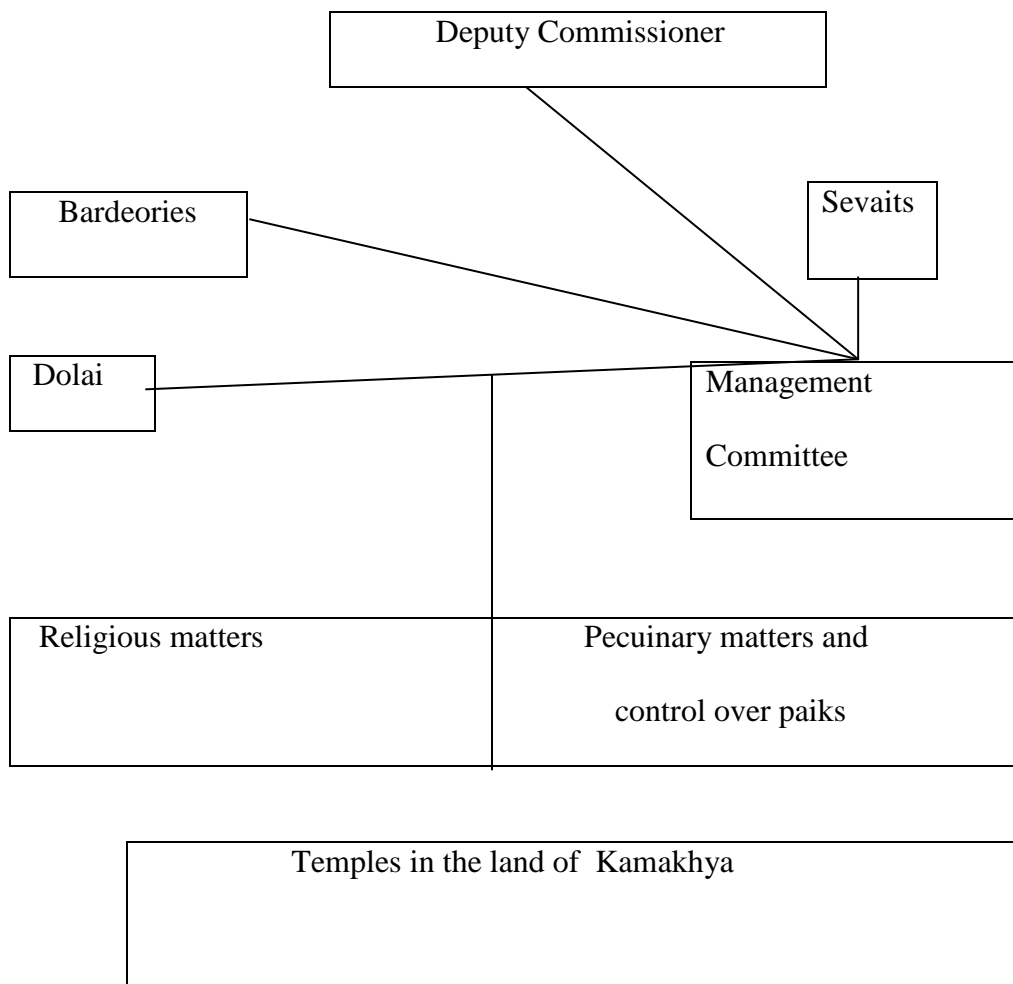 Deputy Commissioner
Bardeories
Sevaits
Dolai
Management
Committee
Religious matters
Pecuinary matters and
control over paiks
Temples in the land of Kamakhya